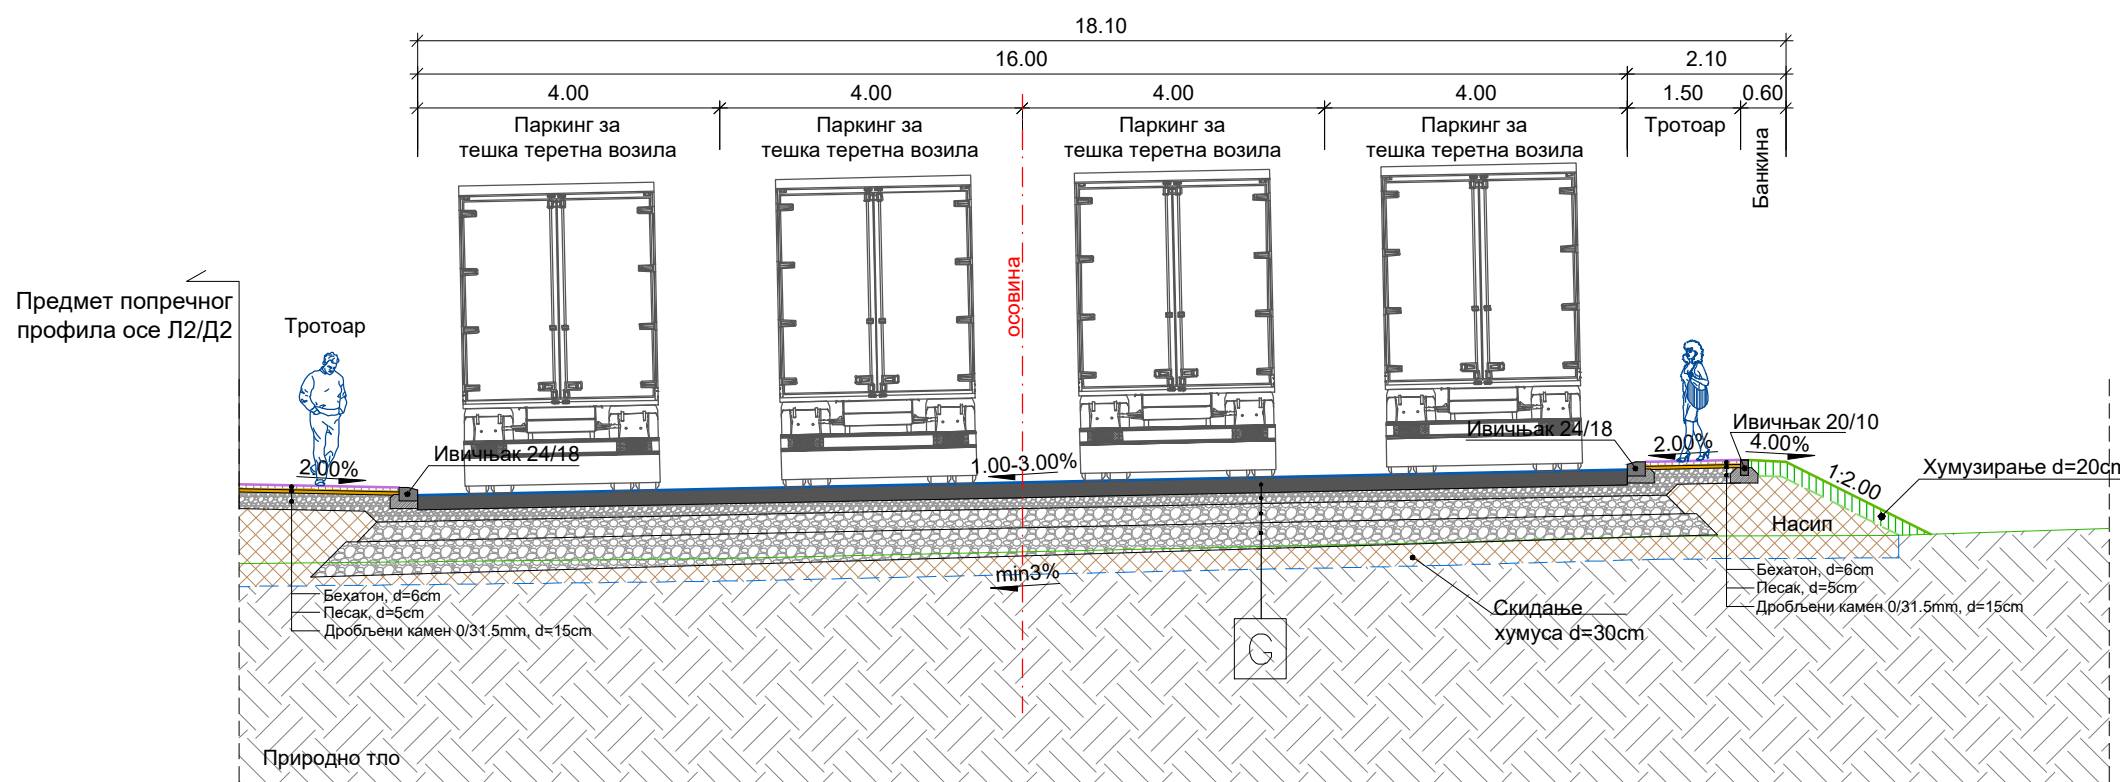 18.10
16.00
2.10
4.00
4.00
4.00
4.00
1.50
0.60
Паркинг за
тешка теретна возила
Паркинг за
тешка теретна возила
Паркинг за
тешка теретна возила
Паркинг за
тешка теретна возила
Тротоар
Банкина
осовина
Предмет попречног
профила осе Л2/Д2
Тротоар
2.00%
Ивичњак 24/18
1.00-3.00%
Ивичњак 24/18
2.00%
Ивичњак 20/10
4.00%
1:2.00
Хумузирање d=20cm
Насип
min3%
Бехатон, d=6cm
Песак, d=5cm
Дробљени камен 0/31.5mm, d=15cm
Бехатон, d=6cm
Песак, d=5cm
Дробљени камен 0/31.5mm, d=15cm
Скидање
хумуса d=30cm
G
Природно тло